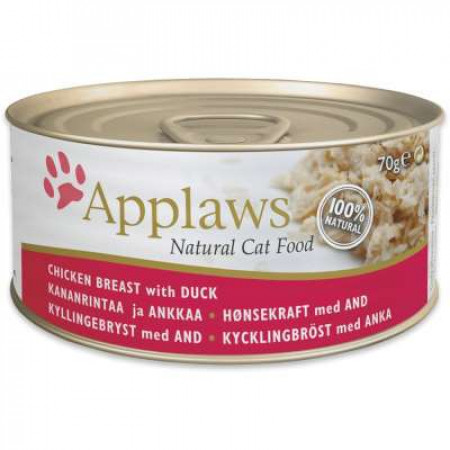 70g e
Applaws
100%
NATURAL
Natural Cat Food
CHICKEN BREAST with DUCK
KANANRINTAA ja ANKKAA • HØNSEKRAFT med AND
KYLLINGEBRYST med AND • KYCKLINGBRÖST med ANKA